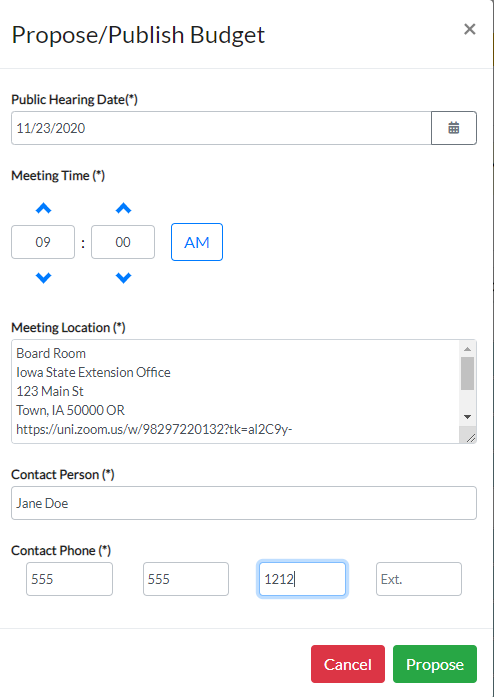 Propose/Publish Budget ×
Public Hearing Date(*)
11/23/2020
Meeting Time (*)
09 : 00 AM
Meeting Location (*)
Board Room
Iowa State Extension Office
123 Main St
Town, IA 50000 OR
https://uni.zoom.us/w/98297220132?tk=al2C9y-
Contact Person (*)
Jane Doe
Contact Phone (*)
555 555 1212 Ext.
Cancel Propose